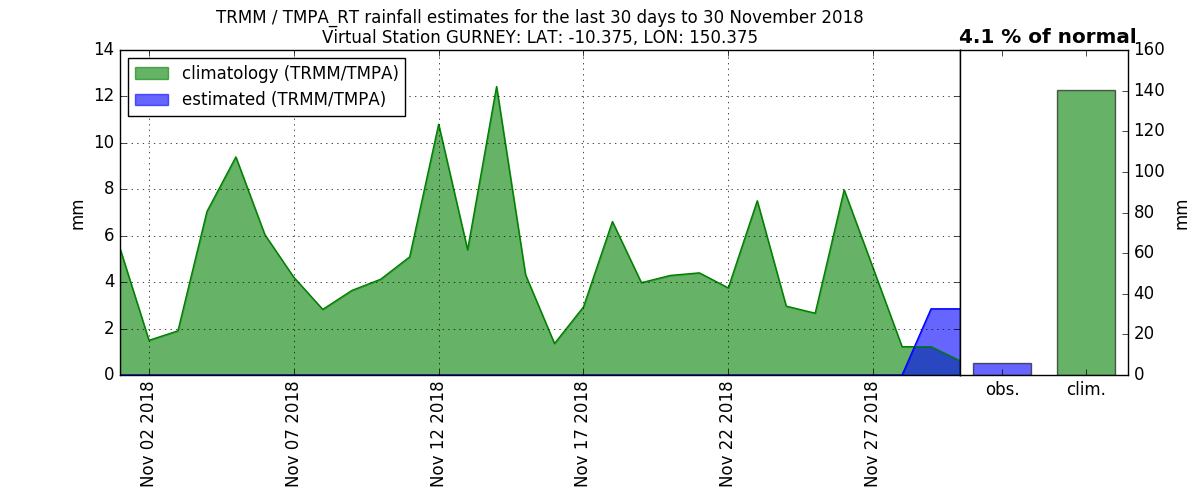 TRMM / TMPA_RT rainfall estimates for the last 30 days to 30 November 2018
Virtual Station GURNEY: LAT: -10.375, LON: 150.375
4.1 % of normal
climatology (TRMM/TMPA)
estimated (TRMM/TMPA)
14
12
10
8
6
4
2
0
mm
Nov 02 2018
Nov 07 2018
Nov 12 2018
Nov 17 2018
Nov 22 2018
Nov 27 2018
160
140
120
100
80
60
40
20
0
mm
obs.
clim.